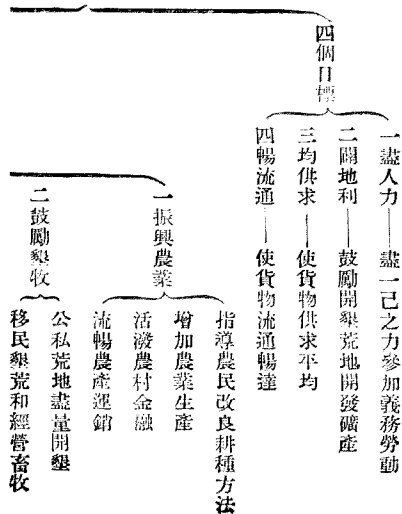 四個目標
一盡人力——盡一己之力參加義務勞動
二闢地利——鼓勵開墾荒地開發礦產
三均供求——使貨物供求平均
四暢流通——使貨物流通暢達
一振興農業
指導農民改良耕種方法
增加農業生產
活潑農村金融
流暢農產運銷
二鼓勵墾牧
公私荒地盡量開墾
移民墾荒和經營畜牧